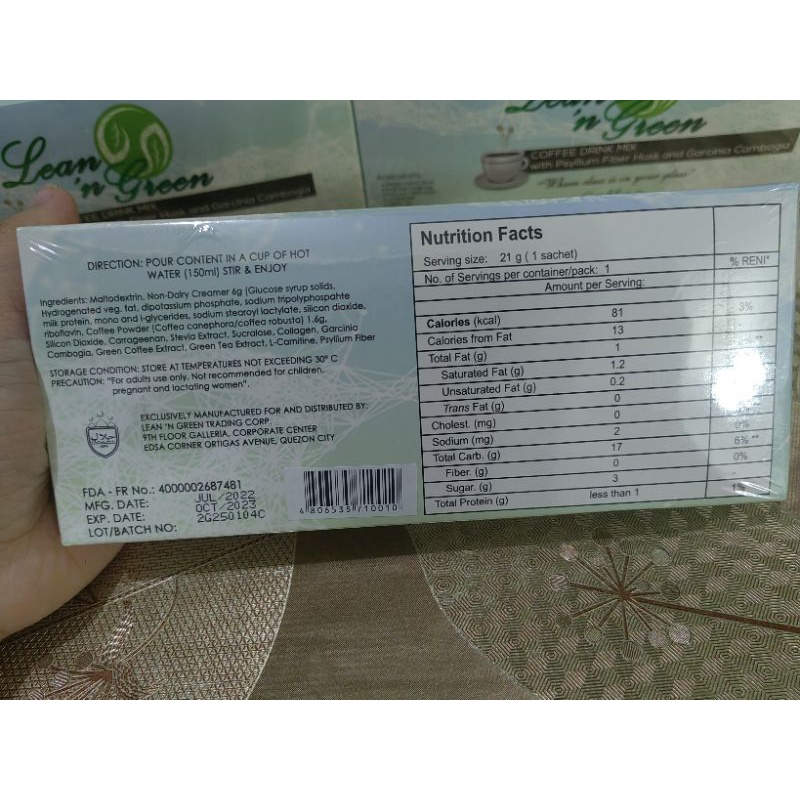 Lean 'n Green
'n Green
COFFEE DRINK MIX
with Psyllium Fiber Husk and Garcinia Cambogia
DIRECTION: POUR CONTENT IN A CUP OF HOT
WATER (150ml) STIR & ENJOY
Ingredients: Maltodextrin, Non-Dairy Creamer 6g (Glucose syrup solids,
Hydrogenated veg. fat, dipotassium phosphate, sodium tripolyphospahte
milk protein, mono and l-glycerides, sodium stearoyl lactylate, silicon dioxide,
riboflavin, Coffee Powder (Coffea canephora/coffea robusta) 1.6g,
Silicon Dioxide, Carrageenan, Stevia Extract, Sucralose, Collagen, Garcinia
Cambogia, Green Coffee Extract, Green Tea Extract, L-Carnitine, Psyllium Fiber
STORAGE CONDITION: STORE AT TEMPERATURES NOT EXCEEDING 30° C
PRECAUTION: "For adults use only. Not recommended for children,
pregnant and lactating women".
EXCLUSIVELY MANUFACTURED FOR AND DISTRIBUTED BY:
LEAN 'N GREEN TRADING CORP.
9TH FLOOR GALLERIA, CORPORATE CENTER
EDSA CORNER ORTIGAS AVENUE, QUEZON CITY
FDA - FR No.: 4000002687481
MFG. DATE: JUL/2022
EXP. DATE: OCT/2023
LOT/BATCH NO: 2G250104C
4 806535 710010
Nutrition Facts
Serving size: 21 g ( 1 sachet)
No. of Servings per container/pack: 1
% RENI*
Amount per Serving:
Calories (kcal) 81 3%
Calories from Fat 13
Total Fat (g) 1
Saturated Fat (g) 1.2
Unsaturated Fat (g) 0.2
Trans Fat (g) 0
Cholest. (mg) 0
Sodium (mg) 2 0%
Total Carb. (g) 17 6%**
Fiber. (g) 0 0%
Sugar. (g) 3 -
Total Protein (g) less than 1